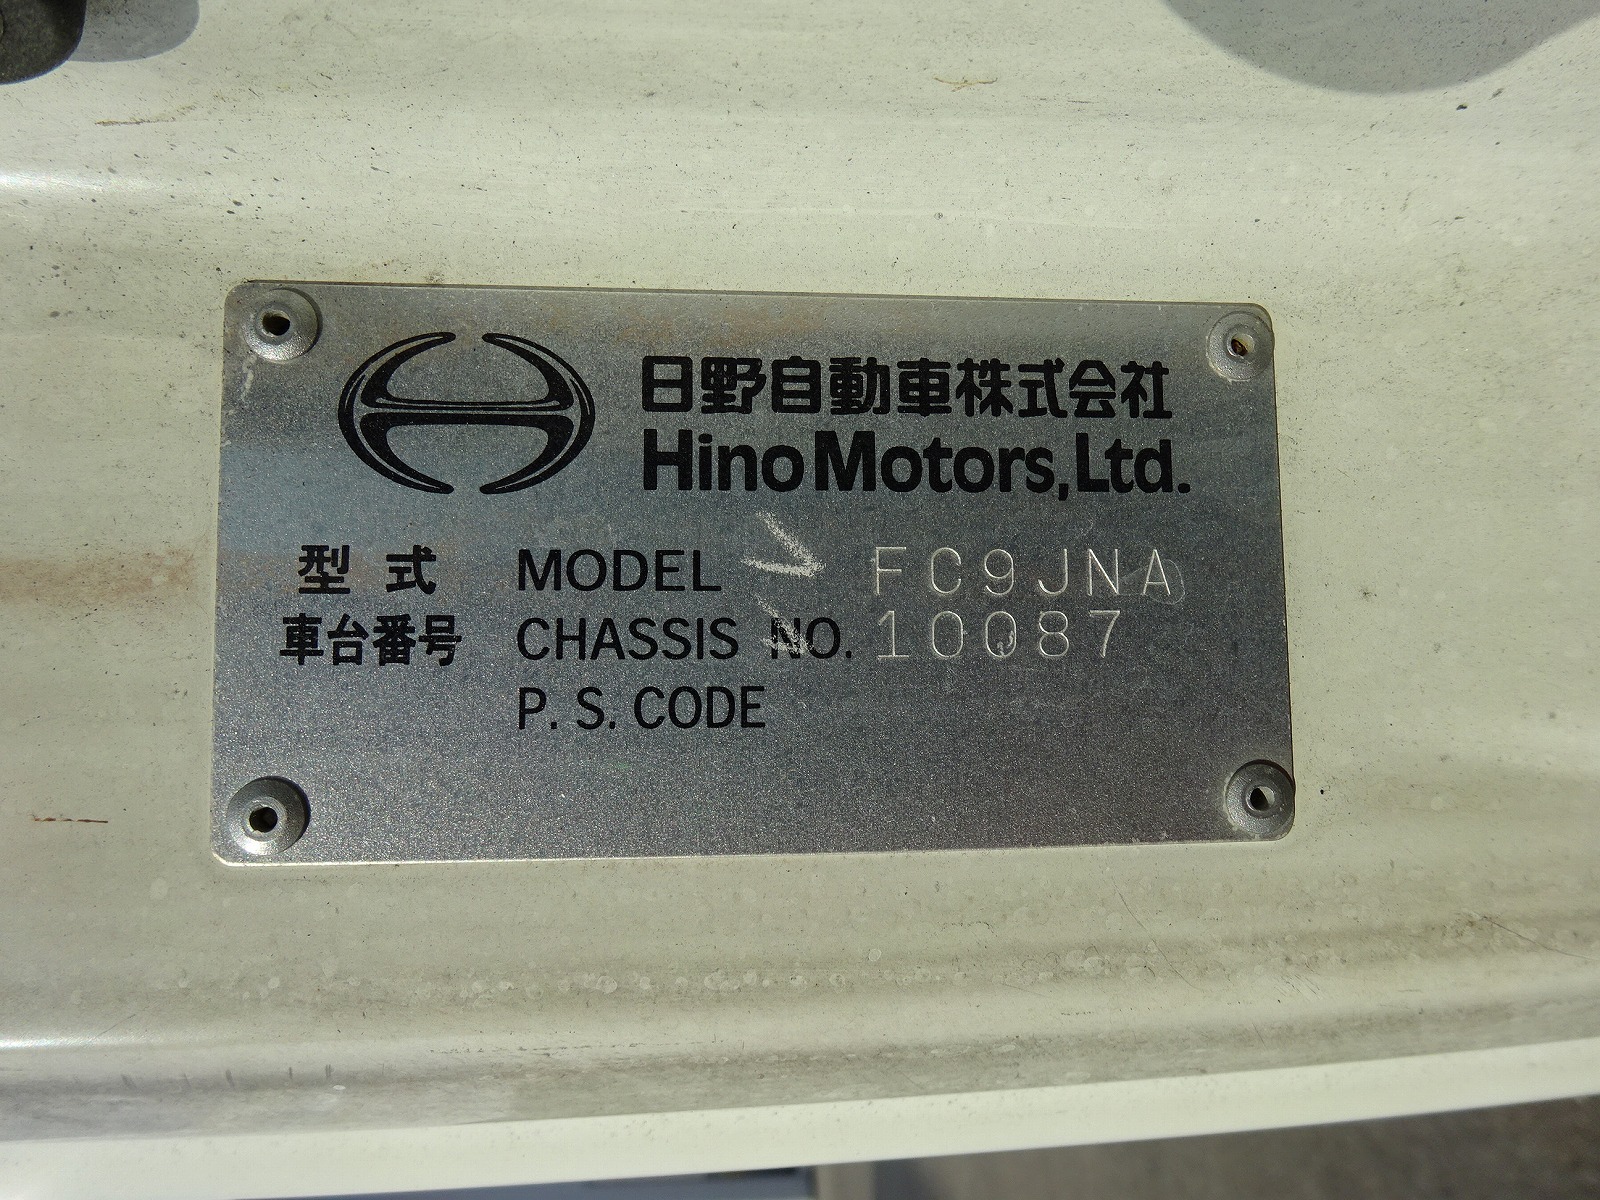 日野自動車株式会社
Hino Motors, Ltd.
型式 MODEL FC9JNA
車台番号 CHASSIS NO. 10087
P. S. CODE